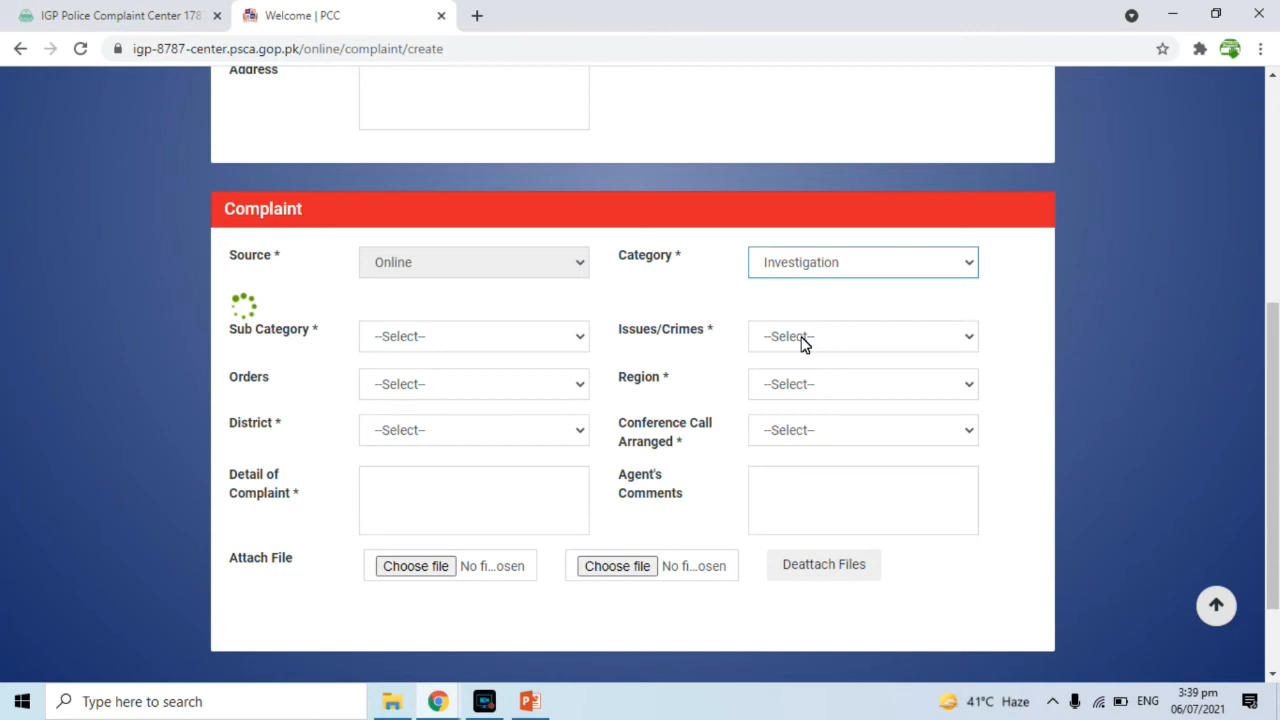 IGP Police Complaint Center 1787
Welcome | PCC
igp-8787-center.psca.gop.pk/online/complaint/create
Address
Complaint
Source *
Online
Category *
Investigation
Sub Category *
--Select--
Issues/Crimes *
--Select--
Orders
--Select--
Region *
--Select--
District *
--Select--
Conference Call
Arranged *
--Select--
Detail of
Complaint *
Agent's
Comments
Attach File
Choose file No fi...osen
Choose file No fi...osen
Deattach Files
Type here to search
41°C Haze
ENG
3:39 pm
06/07/2021